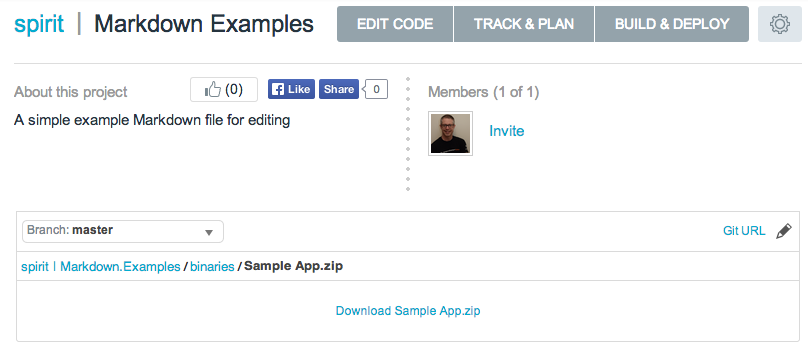 spirit | Markdown Examples
EDIT CODE
TRACK & PLAN
BUILD & DEPLOY
About this project
(0)
Like
Share
0
A simple example Markdown file for editing
Members (1 of 1)
Invite
Branch: master
Git URL
spirit | Markdown.Examples / binaries / Sample App.zip
Download Sample App.zip